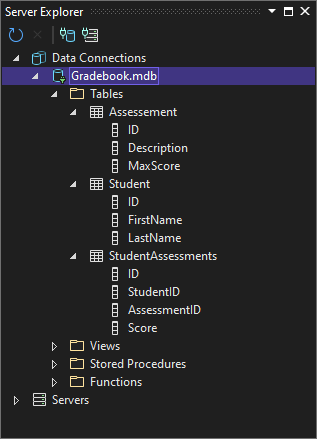 Server Explorer
Data Connections
Gradebook.mdb
Tables
Assessement
ID
Description
MaxScore
Student
ID
FirstName
LastName
StudentAssessments
ID
StudentID
AssessmentID
Score
Views
Stored Procedures
Functions
Servers